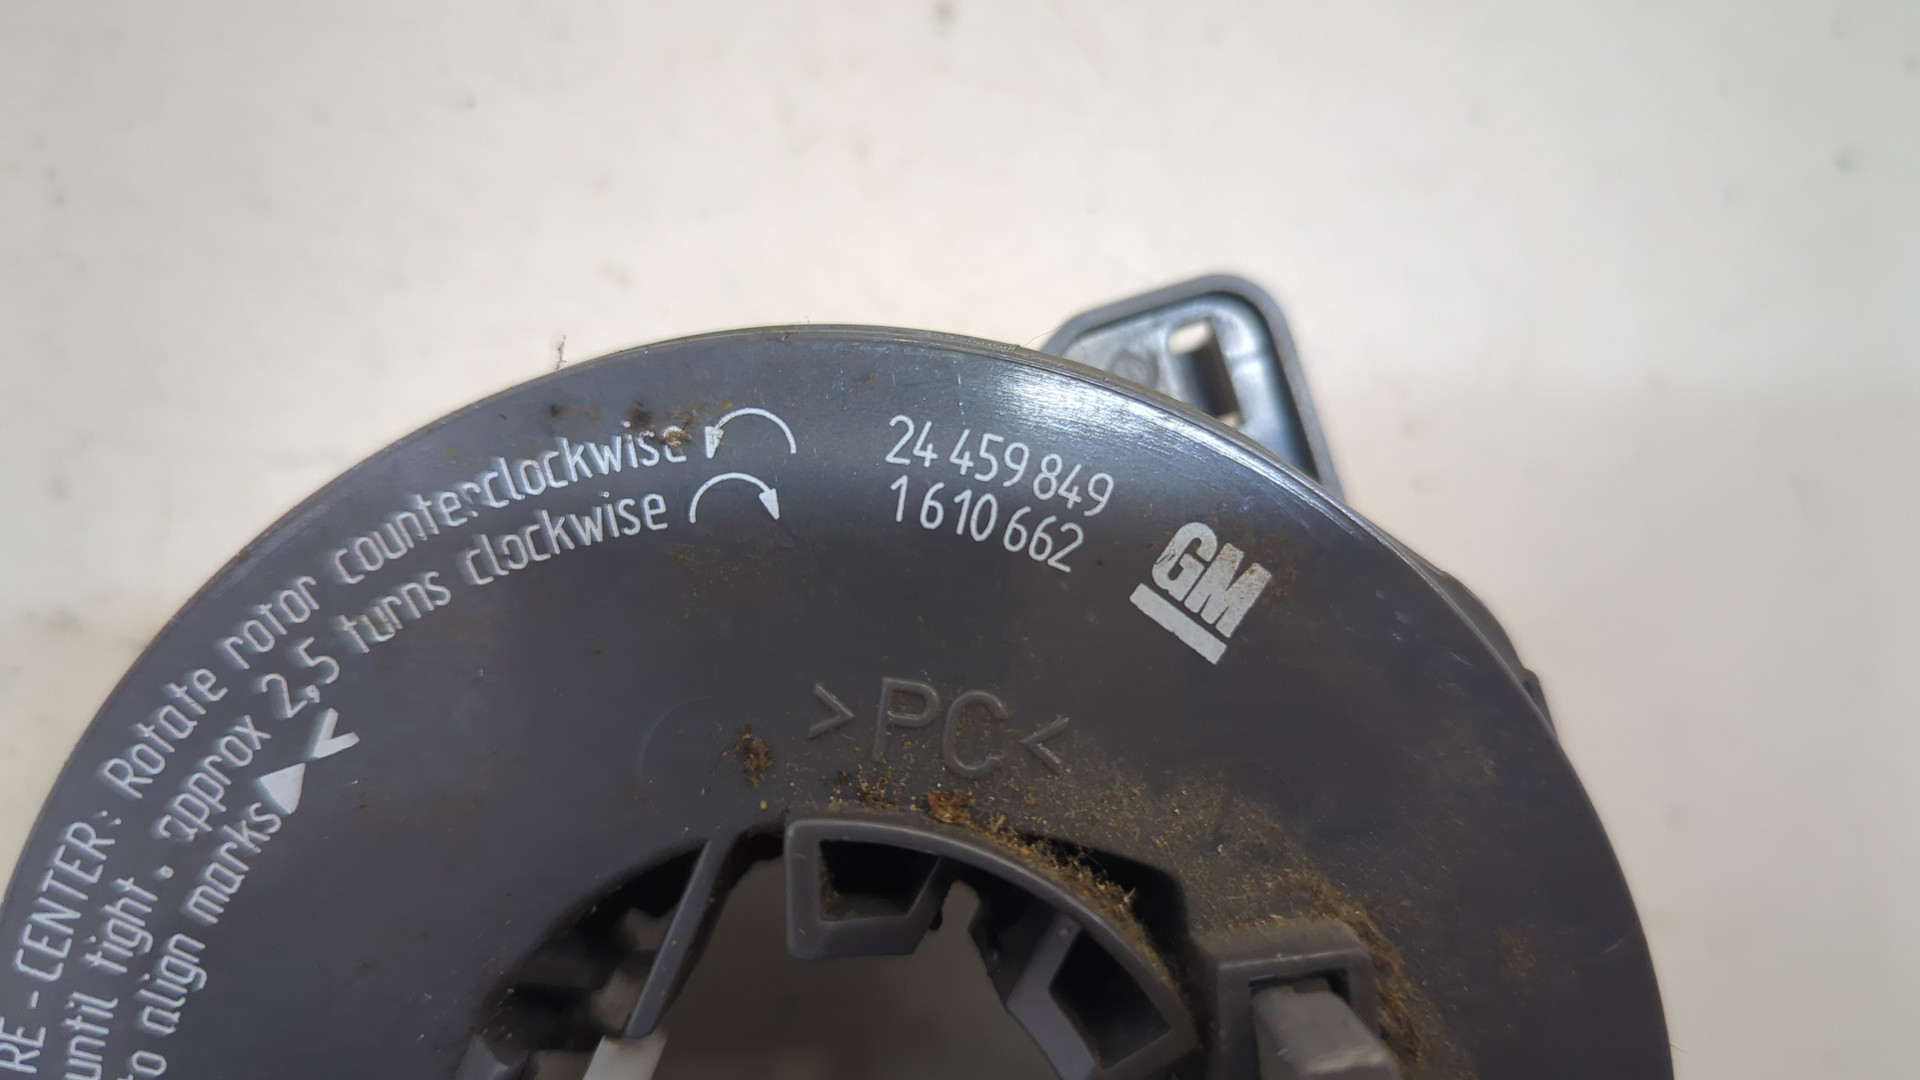 RE-CENTER: Rotate rotor counterclockwise
until tight. approx 2,5 turns clockwise
to align marks
24 459 849
1 610 662
GM
>PC<